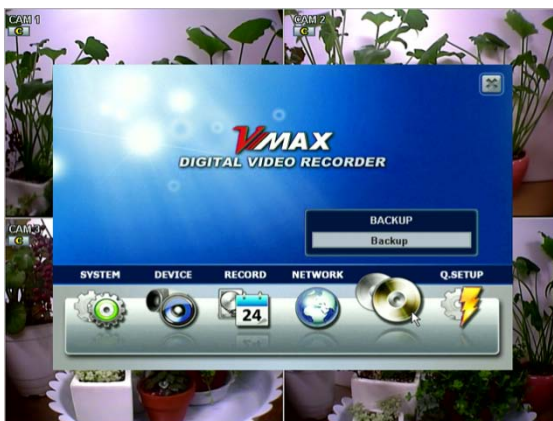 CAM 1
C
CAM 2
C
VMAX
DIGITAL VIDEO RECORDER
BACKUP
Backup
CAM 3
C
SYSTEM DEVICE RECORD NETWORK Q.SETUP
24